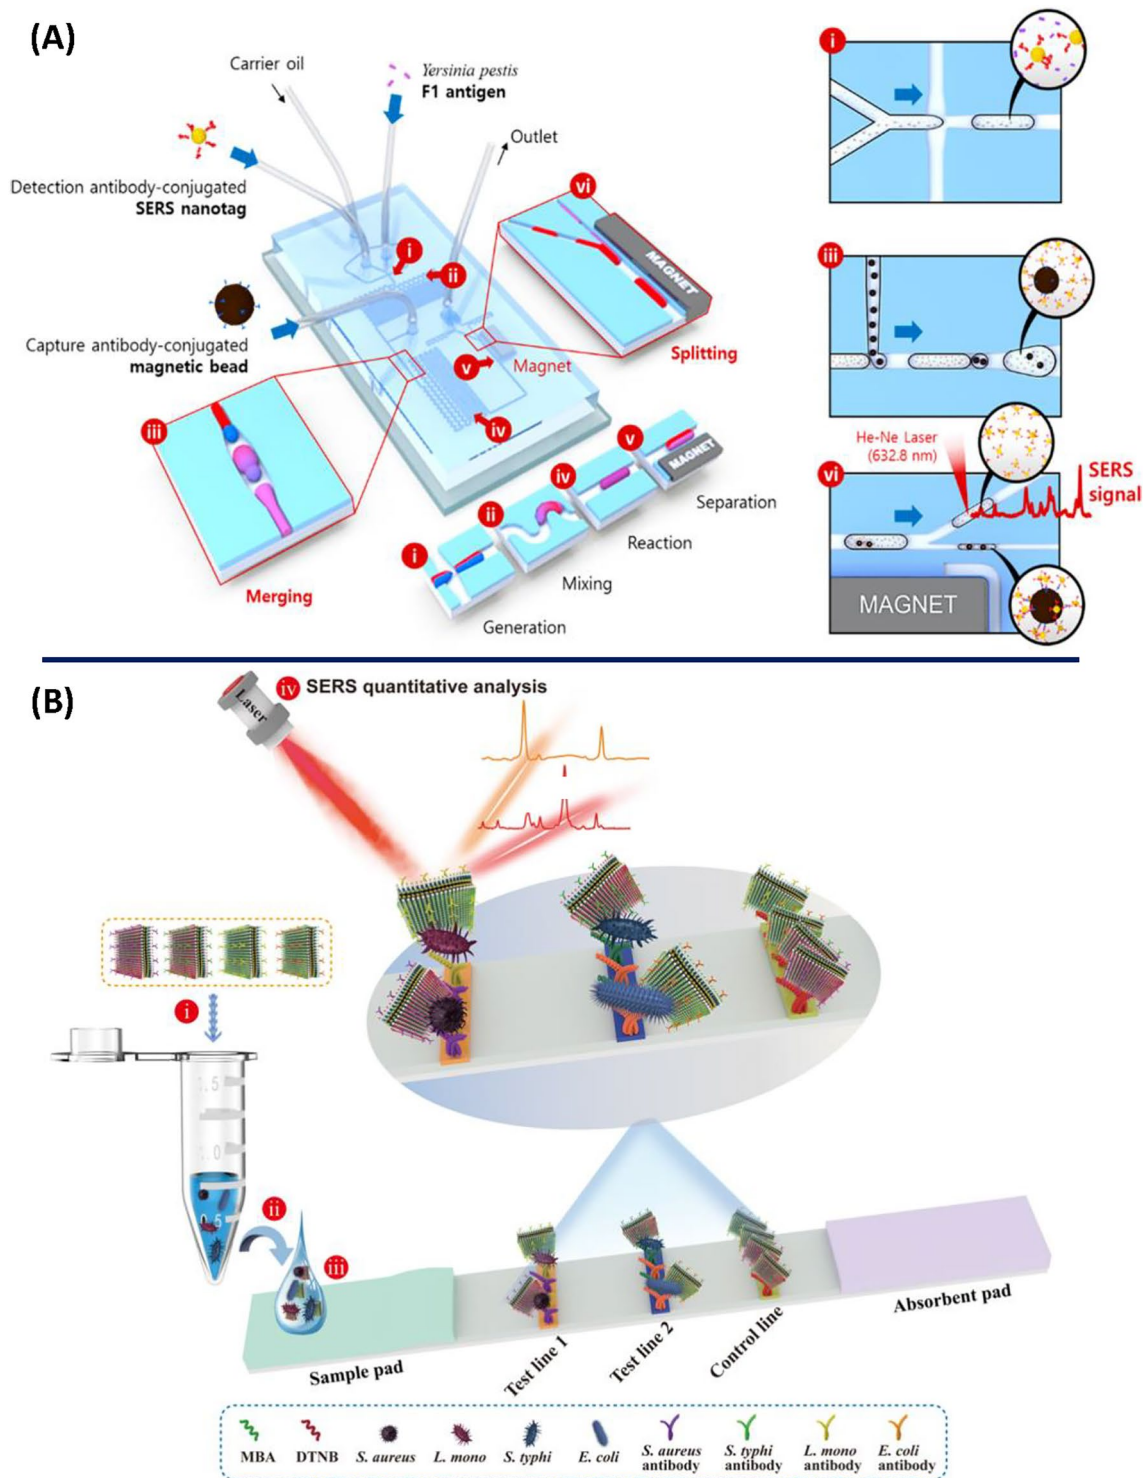 (A)
Carrier oil
Yersinia pestis
F1 antigen
Outlet
Detection antibody-conjugated
SERS nanotag
Capture antibody-conjugated
magnetic bead
i
ii
iii
iv
v
vi
Magnet
MAGNET
Splitting
Merging
i
ii
iv
v
MAGNET
Generation
Mixing
Reaction
Separation
i
iii
vi
He-Ne Laser
(632.8 nm)
SERS
signal
MAGNET
(B)
Laser
iv SERS quantitative analysis
i
ii
iii
.5
.0
0.5
Sample pad
Test line 1
Test line 2
Control line
Absorbent pad
MBA
DTNB
S. aureus
L. mono
S. typhi
E. coli
S. aureus
antibody
S. typhi
antibody
L. mono
antibody
E. coli
antibody